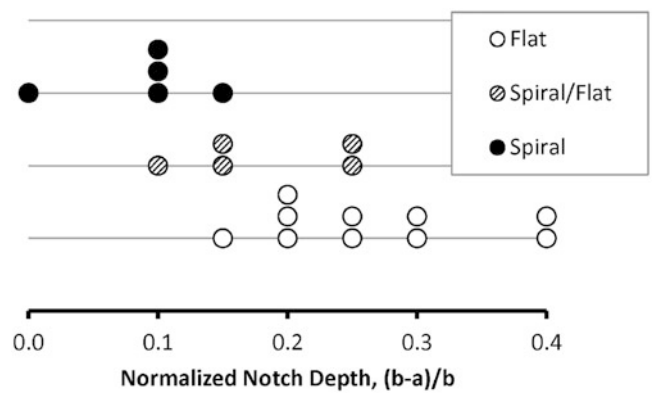 Flat
Spiral/Flat
Spiral
0.0 0.1 0.2 0.3 0.4
Normalized Notch Depth, (b-a)/b